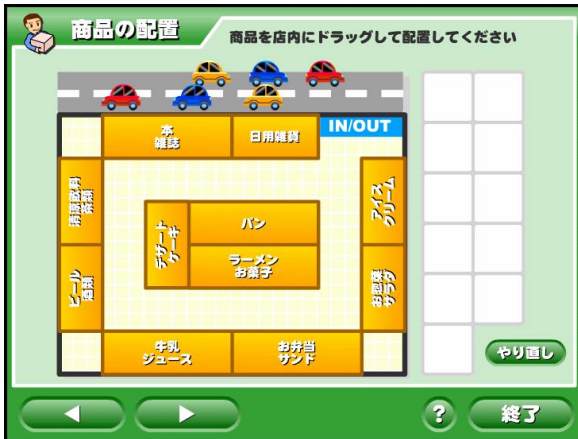 商品の配置
商品を店内にドラッグして配置してください
本
雑誌
日用雑貨
IN/OUT
清涼飲料
茶類
アイス
クリーム
デザート
ケーキ
パン
ラーメン
お菓子
ビール
酒類
お惣菜
サラダ
牛乳
ジュース
お弁当
サンド
やり直し
?
終了